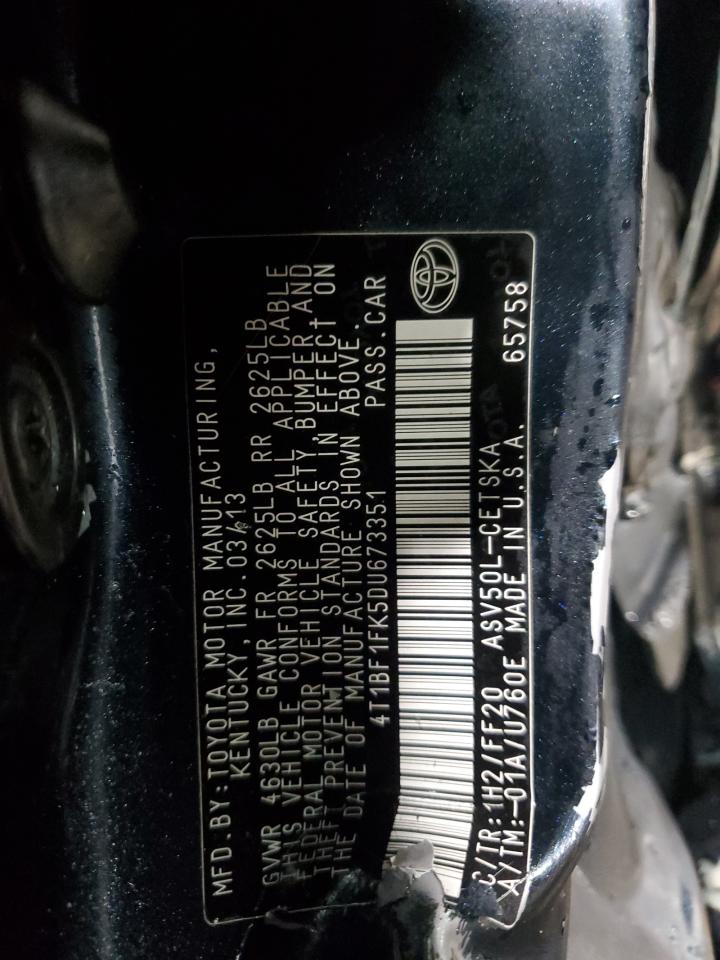 MFD.BY:TOYOTA MOTOR MANUFACTURING,
KENTUCKY, INC. 03/13
GVWR 4630LB GAWR FR 2625LB RR 2625LB
THIS VEHICLE CONFORMS TO ALL APPLICABLE
FEDERAL MOTOR VEHICLE SAFETY, BUMPER, AND
THEFT PREVENTION STANDARDS IN EFFECT ON
THE DATE OF MANUFACTURE SHOWN ABOVE.
4T1BF1FK5DU673351 PASS.CAR
C/TR:1H2/FF20 ASV50L-CETSKA
A/TM:-01A/U760E MADE IN U.S.A. 65758